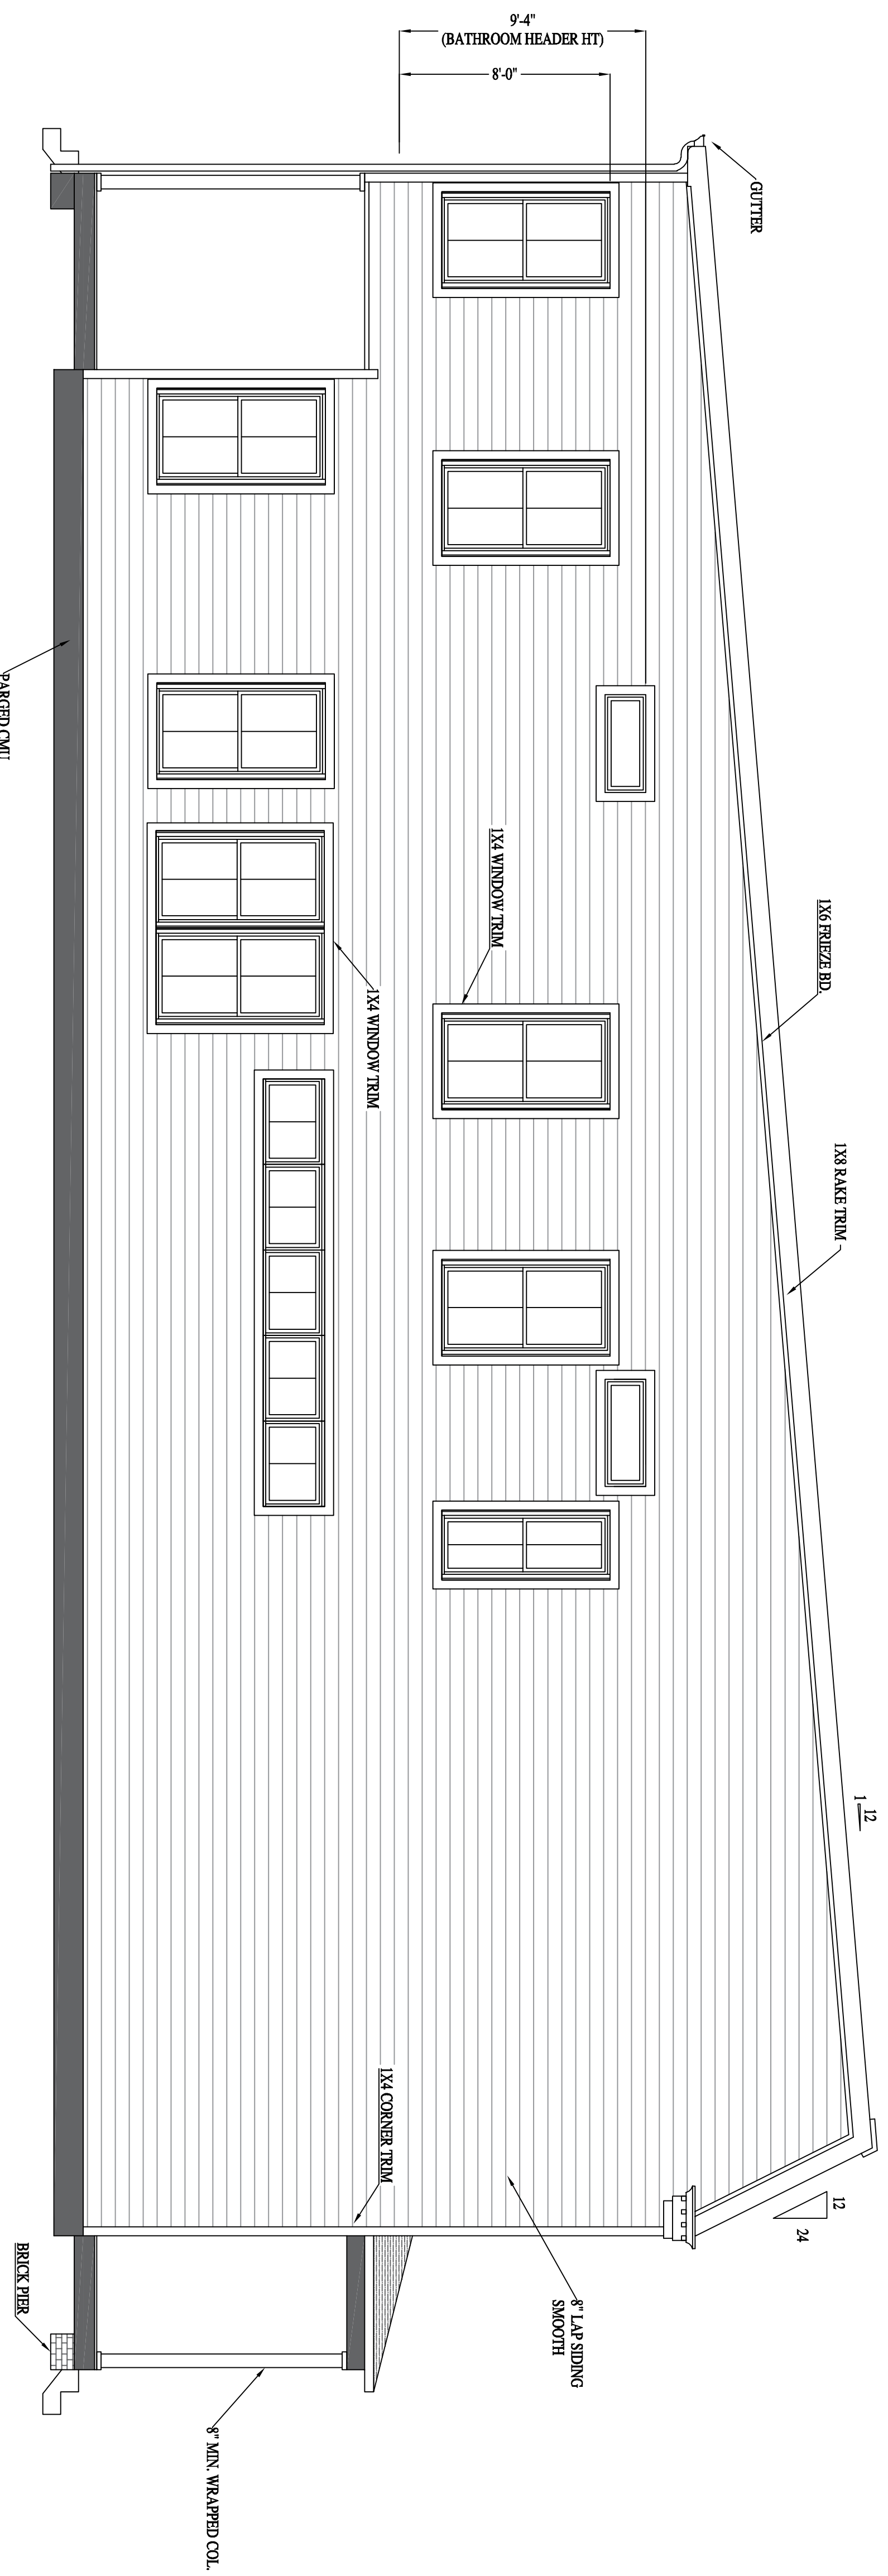 9'-4"
(BATHROOM HEADER HT)
8'-0"
GUTTER
1X6 FRIEZE BD.
1X8 RAKE TRIM
12
1
12
24
1X4 WINDOW TRIM
1X4 WINDOW TRIM
1X4 CORNER TRIM
8" LAP SIDING
SMOOTH
PARGED CMU
BRICK PIER
8" MIN. WRAPPED COL.